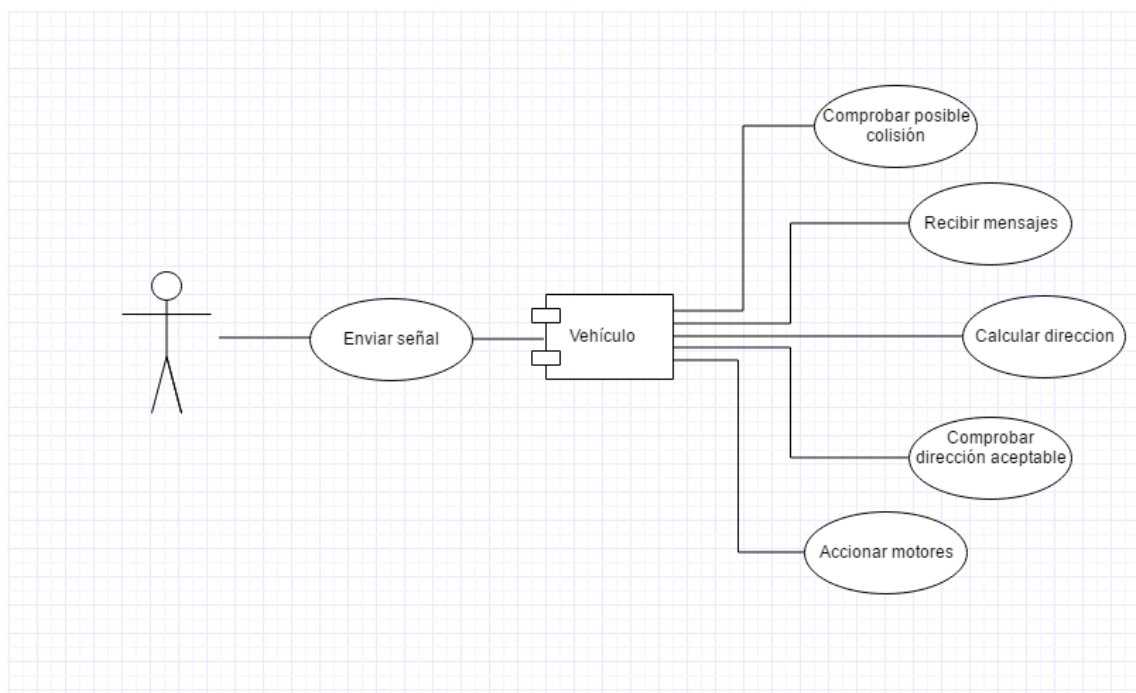 Comprobar posible
colisión
Recibir mensajes
Enviar señal
Vehículo
Calcular direccion
Comprobar
dirección aceptable
Accionar motores